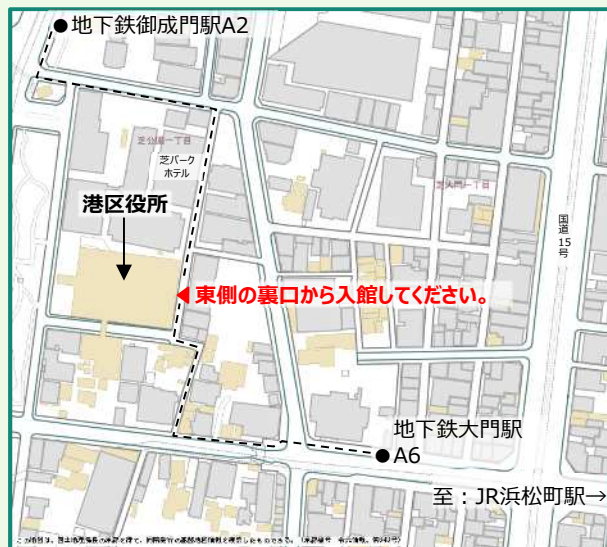 ●地下鉄御成門駅A2
芝公園一丁目
芝パーク
ホテル
芝大門一丁目
港区役所
国道15号
東側の裏口から入館してください。
地下鉄大門駅
●A6
至：JR浜松町駅→